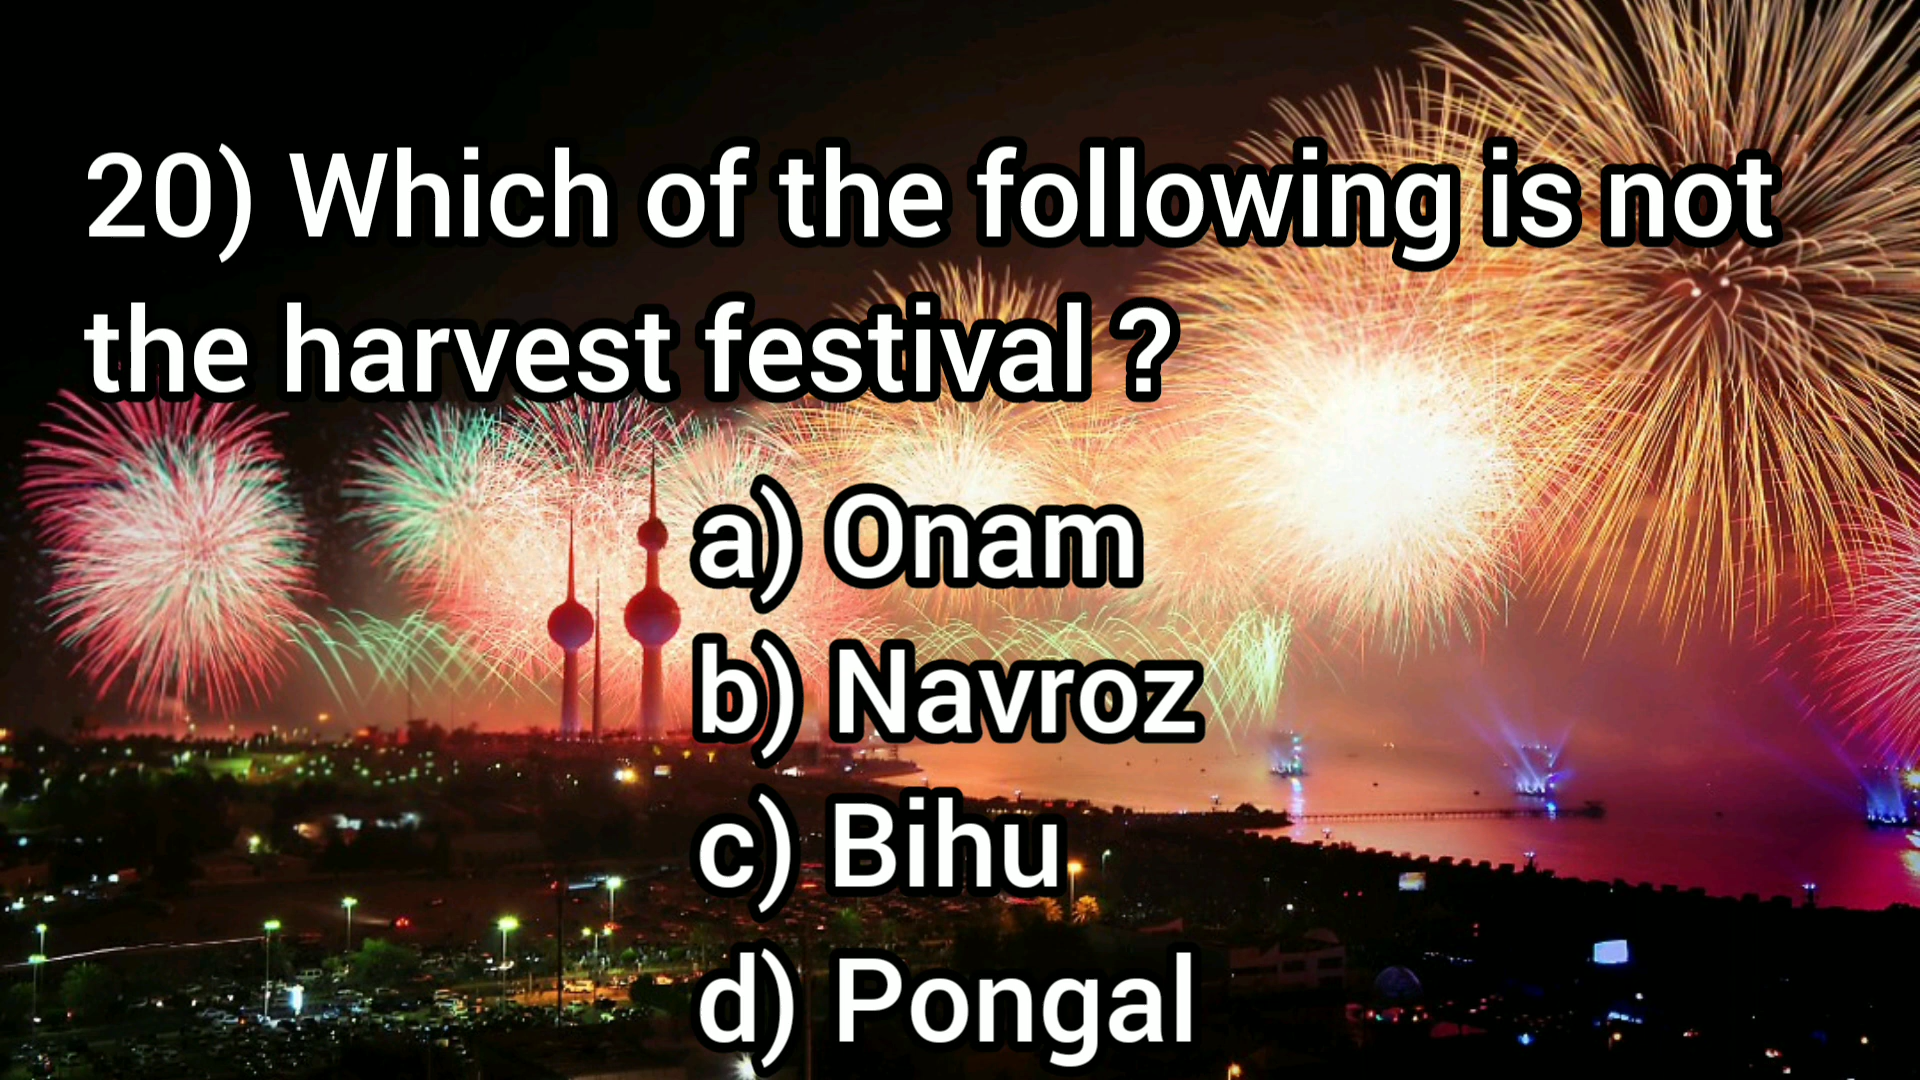 20) Which of the following is not
the harvest festival ?
a) Onam
b) Navroz
c) Bihu
d) Pongal